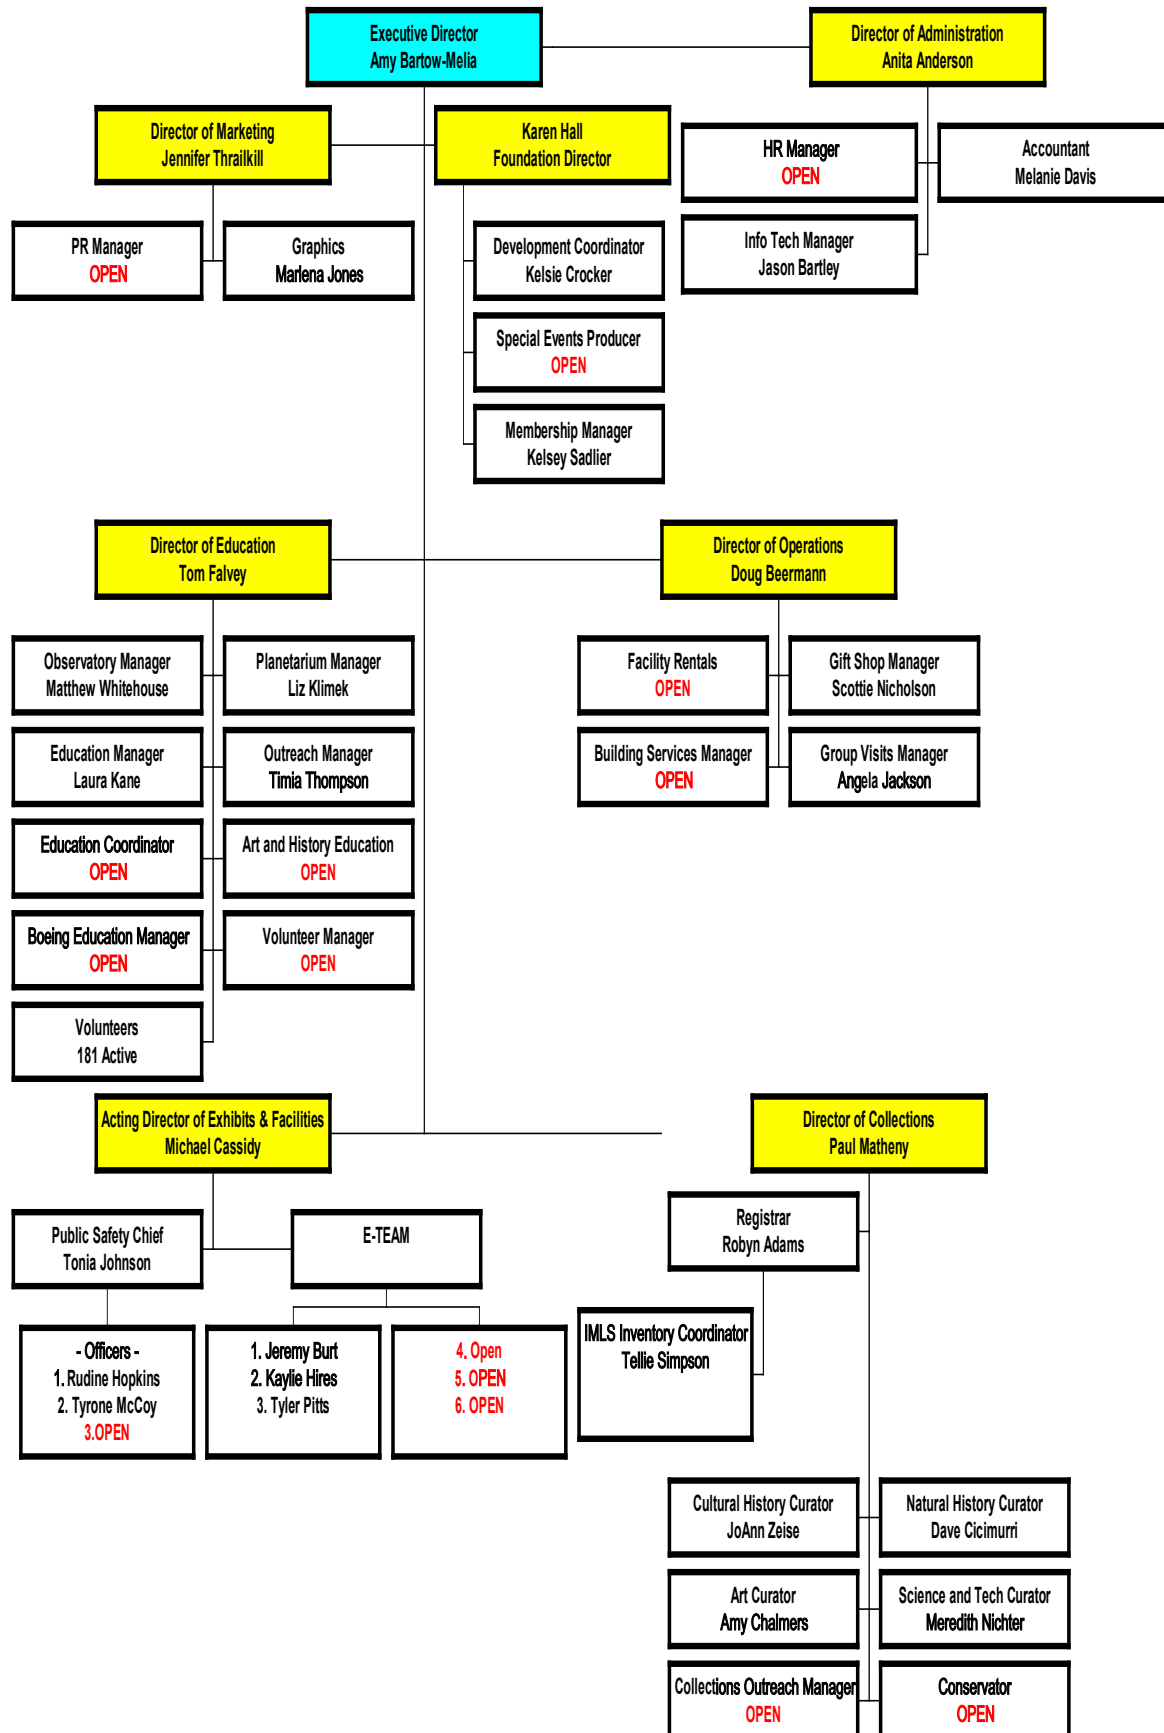 Executive Director
Amy Bartow-Melia
Director of Administration
Anita Anderson
Director of Marketing
Jennifer Thrailkill
Karen Hall
Foundation Director
HR Manager
OPEN
Accountant
Melanie Davis
PR Manager
OPEN
Graphics
Marlena Jones
Development Coordinator
Kelsie Crocker
Info Tech Manager
Jason Bartley
Special Events Producer
OPEN
Membership Manager
Kelsey Sadlier
Director of Education
Tom Falvey
Director of Operations
Doug Beermann
Observatory Manager
Matthew Whitehouse
Planetarium Manager
Liz Klimek
Facility Rentals
OPEN
Gift Shop Manager
Scottie Nicholson
Education Manager
Laura Kane
Outreach Manager
Timia Thompson
Building Services Manager
OPEN
Group Visits Manager
Angela Jackson
Education Coordinator
OPEN
Art and History Education
OPEN
Boeing Education Manager
OPEN
Volunteer Manager
OPEN
Volunteers
181 Active
Acting Director of Exhibits & Facilities
Michael Cassidy
Director of Collections
Paul Matheny
Public Safety Chief
Tonia Johnson
E-TEAM
Registrar
Robyn Adams
- Officers -
1. Rudine Hopkins
2. Tyrone McCoy
3.OPEN
1. Jeremy Burt
2. Kaylie Hires
3. Tyler Pitts
4. Open
5. OPEN
6. OPEN
IMLS Inventory Coordinator
Tellie Simpson
Cultural History Curator
JoAnn Zeise
Natural History Curator
Dave Cicimurri
Art Curator
Amy Chalmers
Science and Tech Curator
Meredith Nichter
Collections Outreach Manager
OPEN
Conservator
OPEN